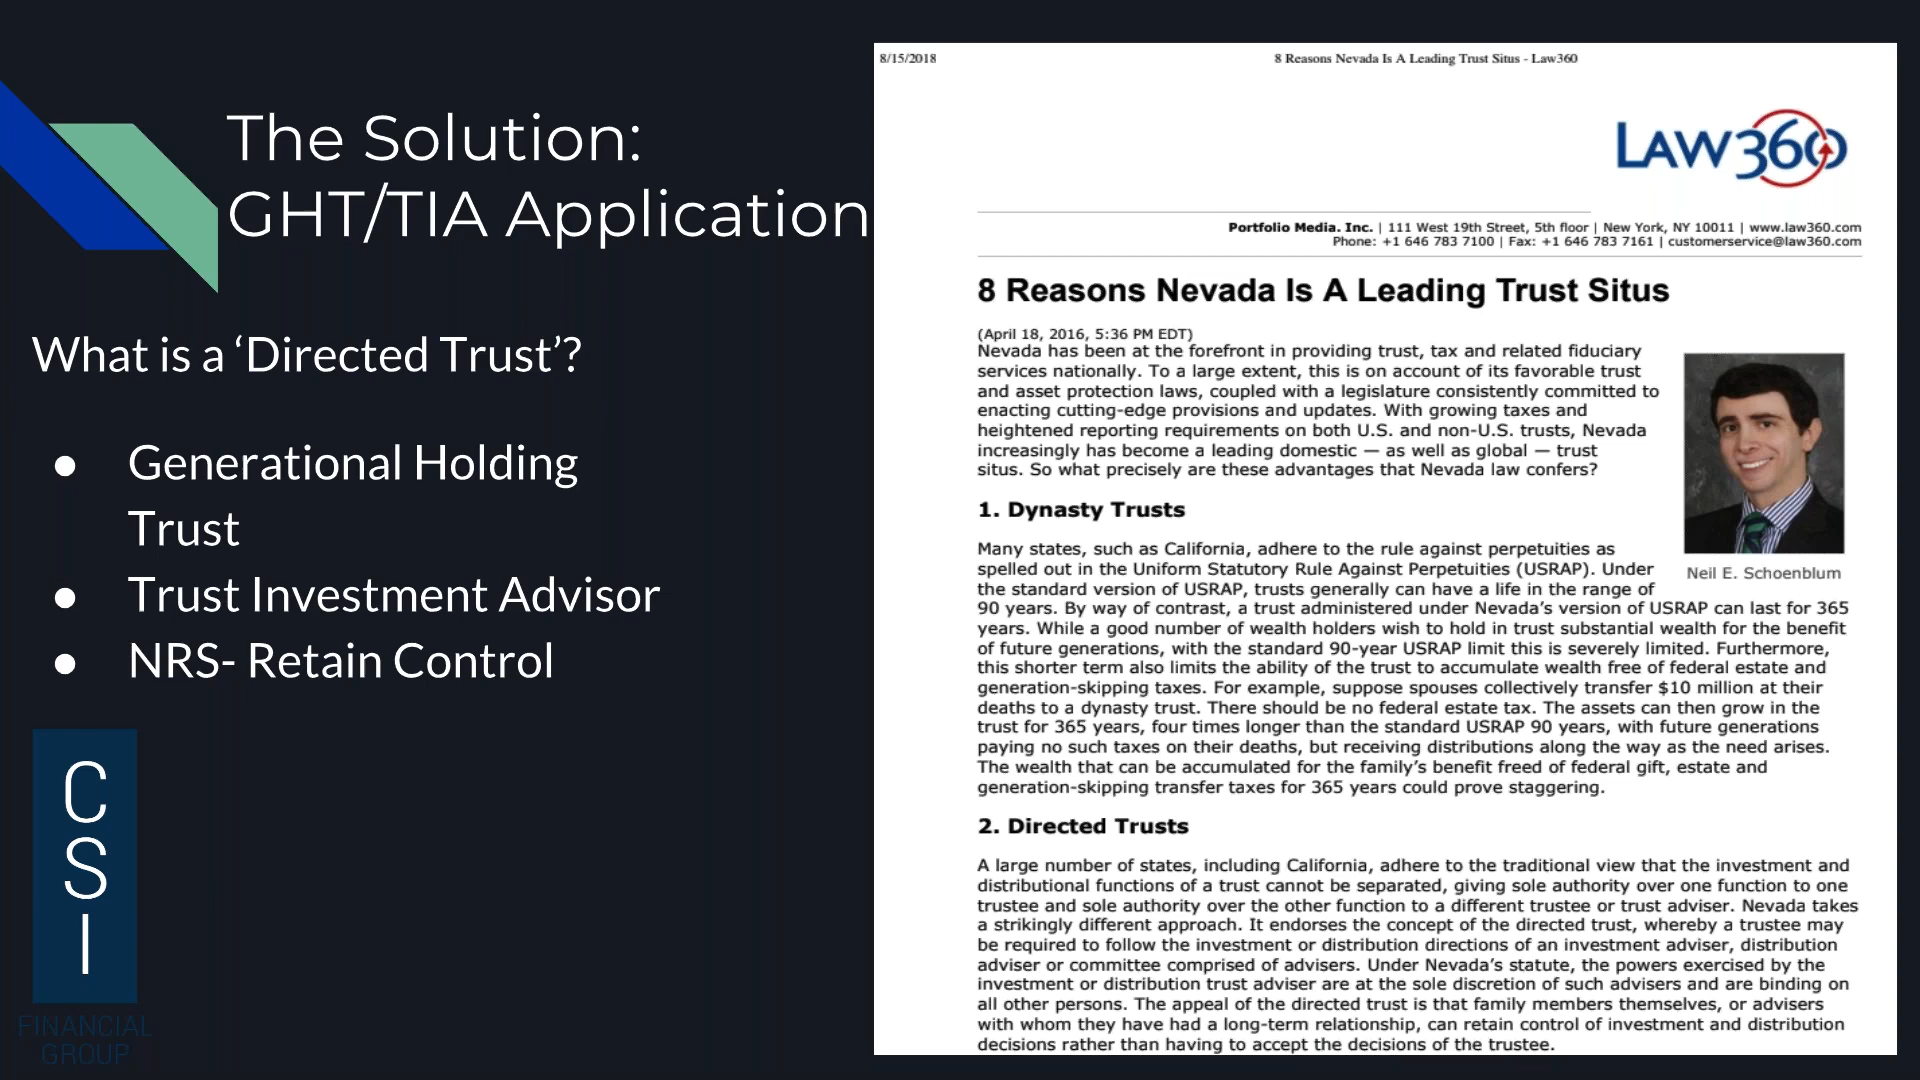 The Solution:
GHT/TIA Application
What is a ‘Directed Trust’?
● Generational Holding
Trust
● Trust Investment Advisor
● NRS- Retain Control
C
S
I
FINANCIAL
GROUP
8/15/2018
8 Reasons Nevada Is A Leading Trust Situs - Law360
LAW360
Portfolio Media. Inc. | 111 West 19th Street, 5th floor | New York, NY 10011 | www.law360.com
Phone: +1 646 783 7100 | Fax: +1 646 783 7161 | customerservice@law360.com
8 Reasons Nevada Is A Leading Trust Situs
(April 18, 2016, 5:36 PM EDT)
Nevada has been at the forefront in providing trust, tax and related fiduciary
services nationally. To a large extent, this is on account of its favorable trust
and asset protection laws, coupled with a legislature consistently committed to
enacting cutting-edge provisions and updates. With growing taxes and
heightened reporting requirements on both U.S. and non-U.S. trusts, Nevada
increasingly has become a leading domestic — as well as global — trust
situs. So what precisely are these advantages that Nevada law confers?
1. Dynasty Trusts
Many states, such as California, adhere to the rule against perpetuities as
spelled out in the Uniform Statutory Rule Against Perpetuities (USRAP). Under
the standard version of USRAP, trusts generally can have a life in the range of
Neil E. Schoenblum
90 years. By way of contrast, a trust administered under Nevada’s version of USRAP can last for 365
years. While a good number of wealth holders wish to hold in trust substantial wealth for the benefit
of future generations, with the standard 90-year USRAP limit this is severely limited. Furthermore,
this shorter term also limits the ability of the trust to accumulate wealth free of federal estate and
generation-skipping taxes. For example, suppose spouses collectively transfer $10 million at their
deaths to a dynasty trust. There should be no federal estate tax. The assets can then grow in the
trust for 365 years, four times longer than the standard USRAP 90 years, with future generations
paying no such taxes on their deaths, but receiving distributions along the way as the need arises.
The wealth that can be accumulated for the family’s benefit freed of federal gift, estate and
generation-skipping transfer taxes for 365 years could prove staggering.
2. Directed Trusts
A large number of states, including California, adhere to the traditional view that the investment and
distributional functions of a trust cannot be separated, giving sole authority over one function to one
trustee and sole authority over the other function to a different trustee or trust adviser. Nevada takes
a strikingly different approach. It endorses the concept of the directed trust, whereby a trustee may
be required to follow the investment or distribution directions of an investment adviser, distribution
adviser or committee comprised of advisers. Under Nevada’s statute, the powers exercised by the
investment or distribution trust adviser are at the sole discretion of such advisers and are binding on
all other persons. The appeal of the directed trust is that family members themselves, or advisers
with whom they have had a long-term relationship, can retain control of investment and distribution
decisions rather than having to accept the decisions of the trustee.